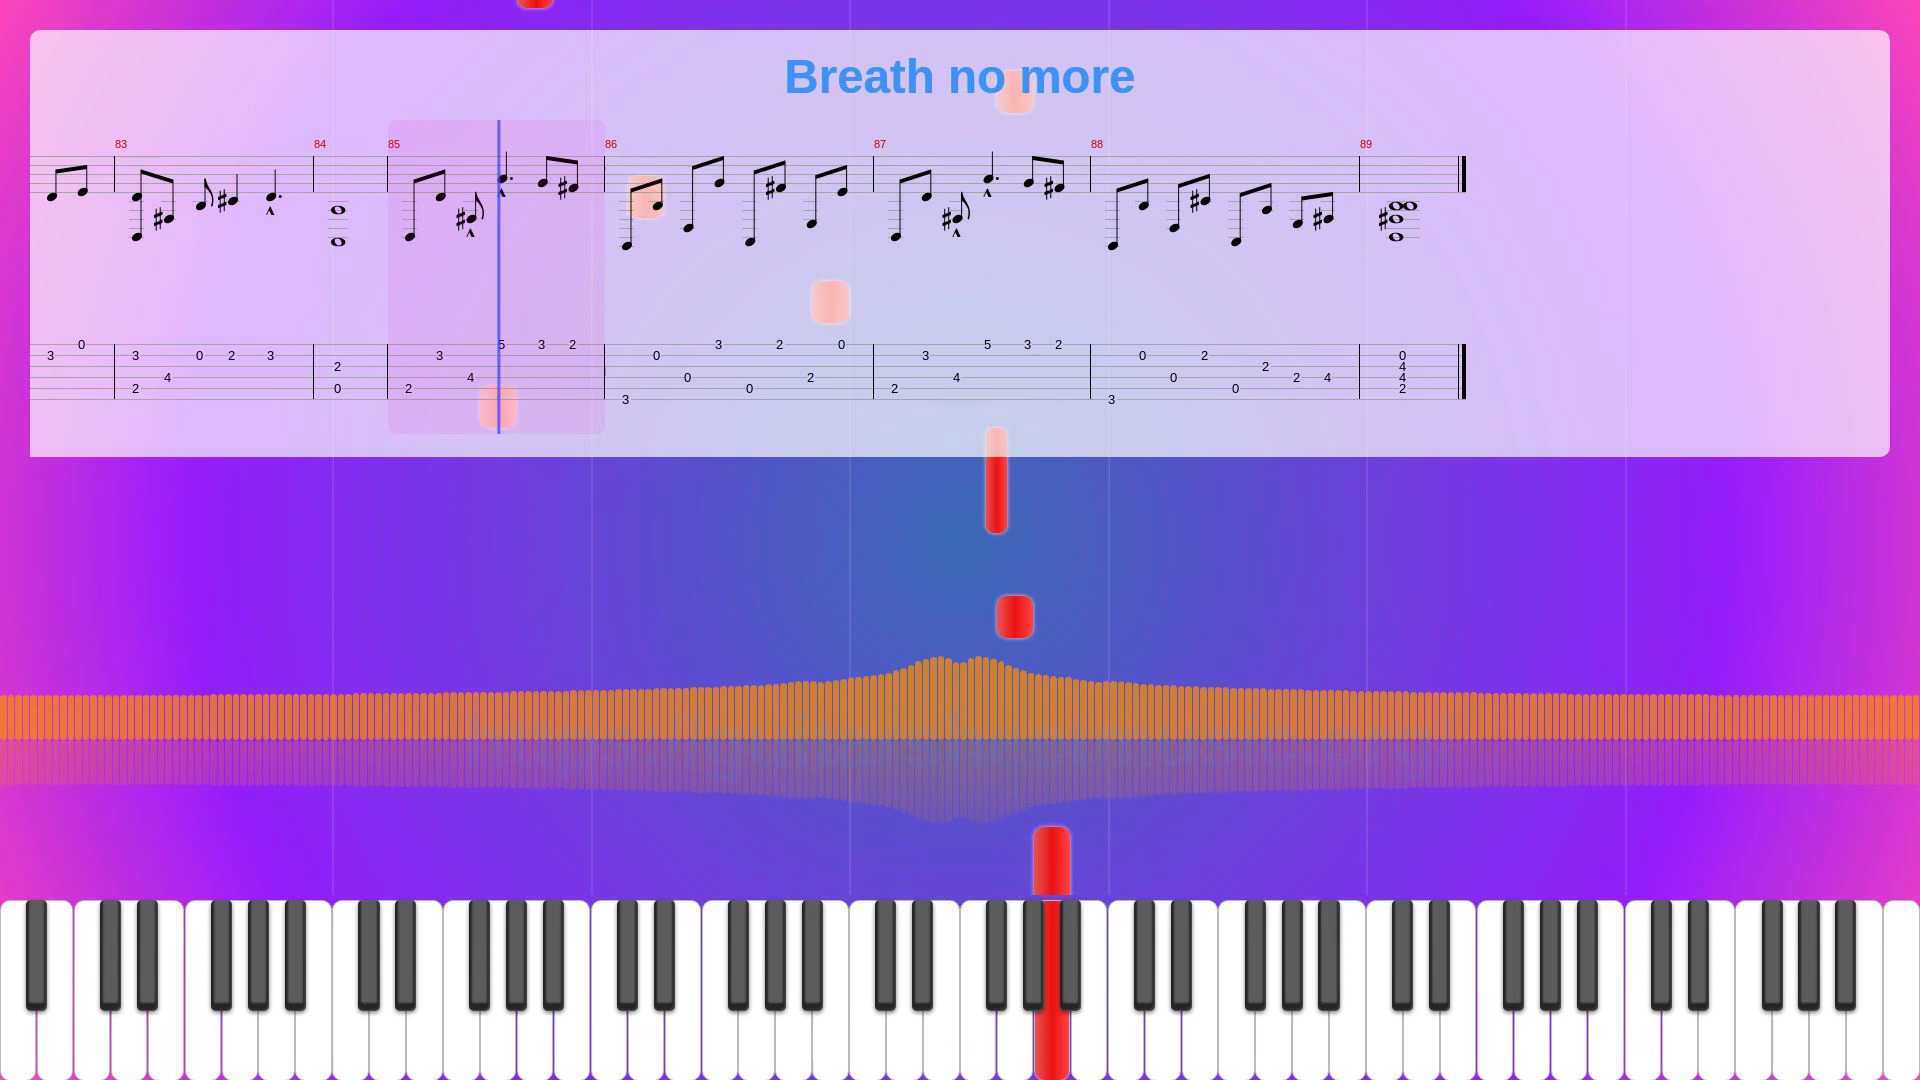 Breath no more
83 84 85 86 87 88 89
0 5 3 2 3 2 0 5 3 2
3 3 0 2 3 3 0 3 0 2 0
2 2 4
4 4 0 2 4 0 2 4 4
2 0 2 0 2 0 2
3 3